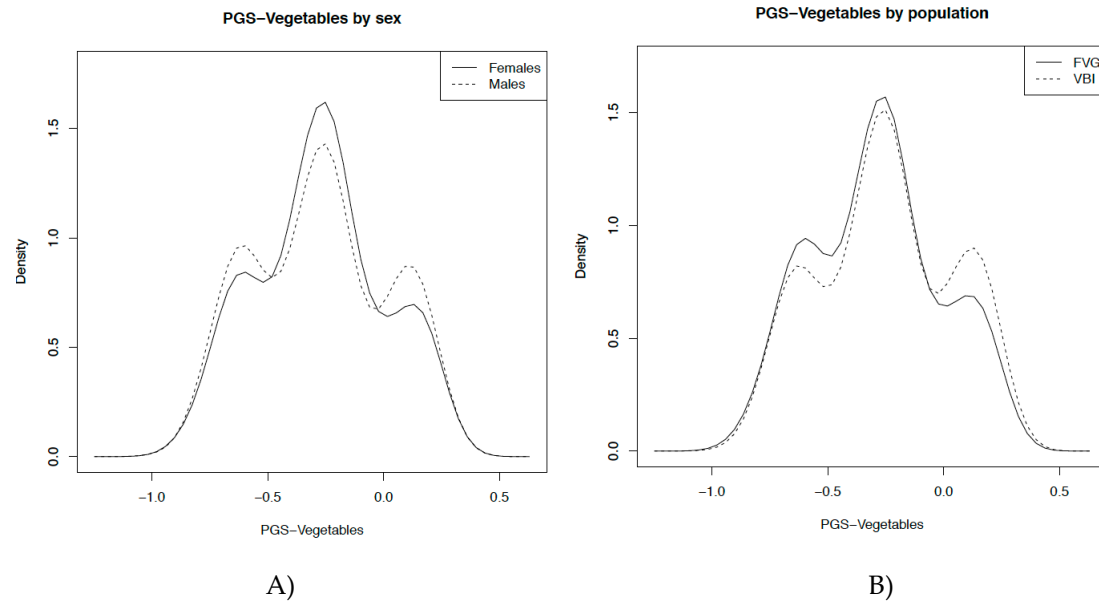 PGS-Vegetables by sex
Females
Males
Density
0.0
0.5
1.0
1.5
-1.0
-0.5
0.0
0.5
PGS-Vegetables
A)
PGS-Vegetables by population
FVG
VBI
Density
0.0
0.5
1.0
1.5
-1.0
-0.5
0.0
0.5
PGS-Vegetables
B)